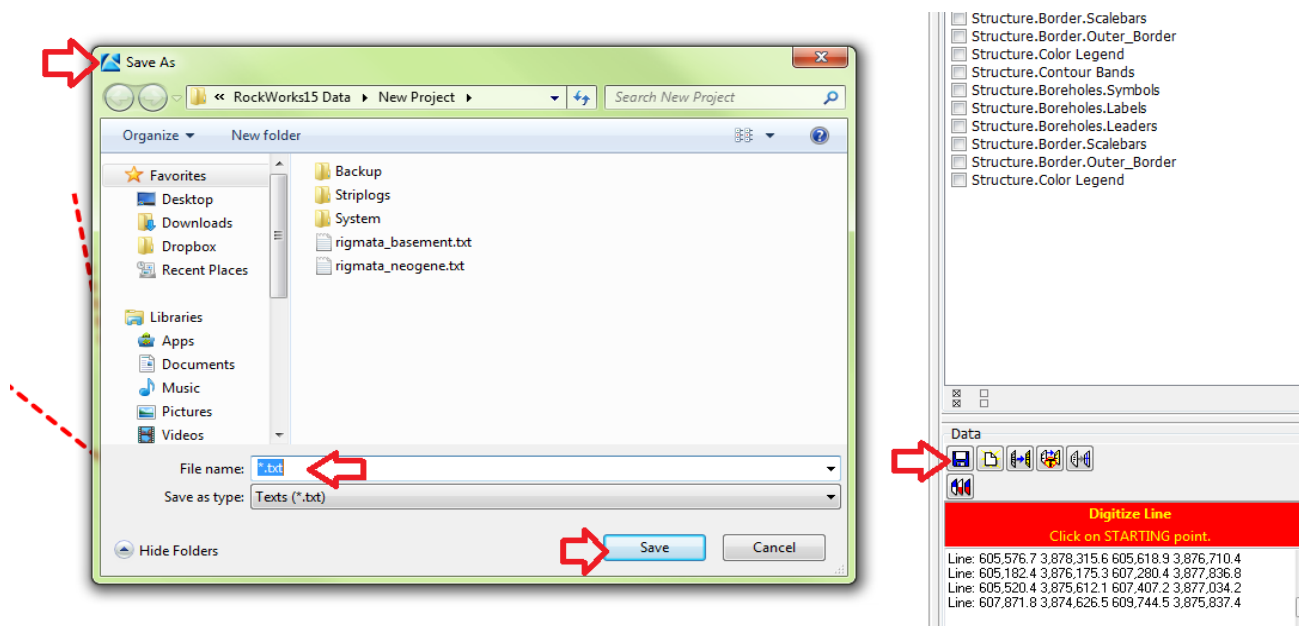 Save As
« RockWorks15 Data ▸ New Project ▸
Search New Project
Organize
New folder
Favorites
Desktop
Downloads
Dropbox
Recent Places
Libraries
Apps
Documents
Music
Pictures
Videos
Backup
Striplogs
System
rigmata_basement.txt
rigmata_neogene.txt
File name: *.txt
Save as type: Texts (*.txt)
Hide Folders
Save
Cancel
Structure.Border.Scalebars
Structure.Border.Outer_Border
Structure.Color Legend
Structure.Contour Bands
Structure.Boreholes.Symbols
Structure.Boreholes.Labels
Structure.Boreholes.Leaders
Structure.Border.Scalebars
Structure.Border.Outer_Border
Structure.Color Legend
Data
Digitize Line
Click on STARTING point.
Line: 605,576.7 3,878,315.6 605,618.9 3,876,710.4
Line: 605,182.4 3,876,175.3 607,280.4 3,877,836.8
Line: 605,520.4 3,875,612.1 607,407.2 3,877,034.2
Line: 607,871.8 3,874,626.5 609,744.5 3,875,837.4